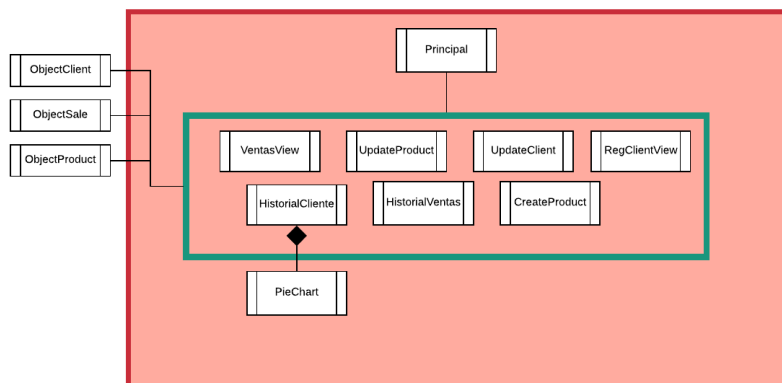 Principal
ObjectClient
ObjectSale
ObjectProduct
VentasView
UpdateProduct
UpdateClient
RegClientView
HistorialCliente
HistorialVentas
CreateProduct
PieChart